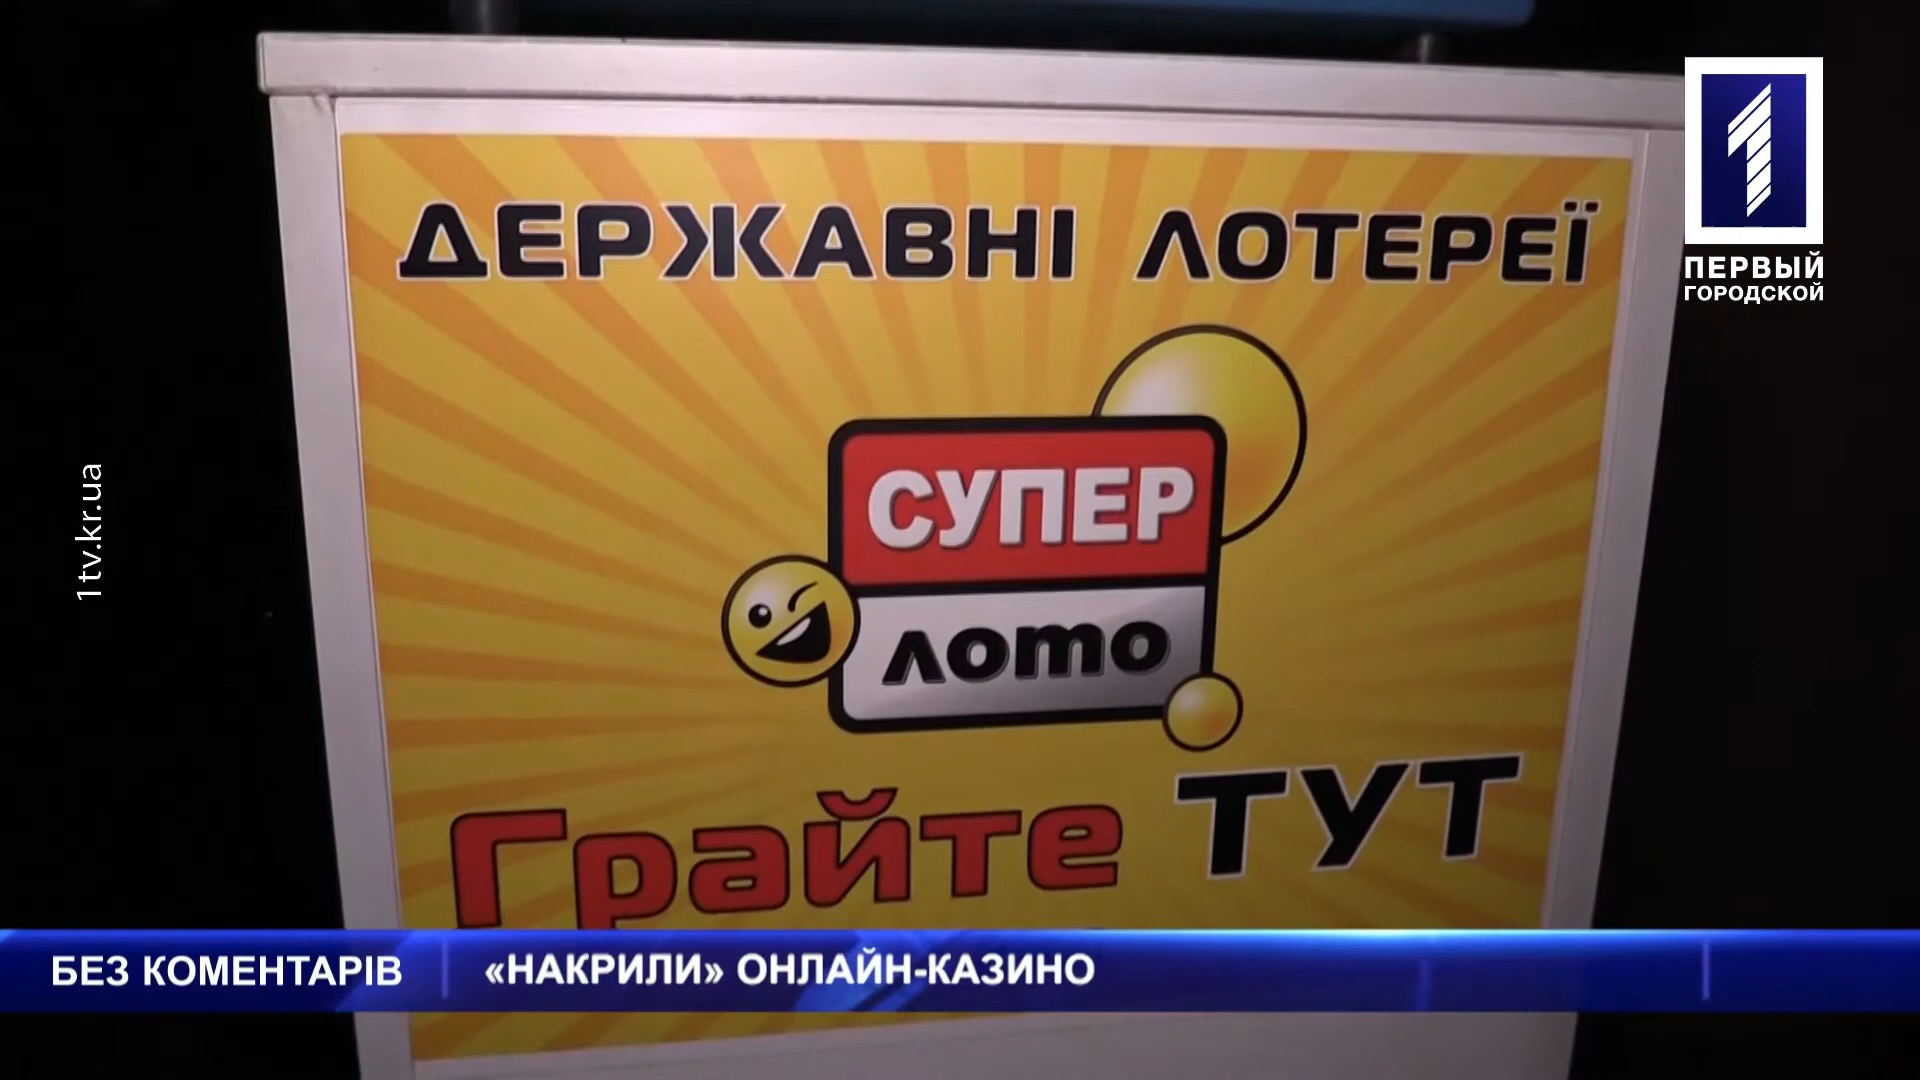 ДЕРЖАВНІ ЛОТЕРЕЇ
СУПЕР
лото
Грайте ТУТ
ПЕРВЫЙ
ГОРОДСКОЙ
1tv.kr.ua
БЕЗ КОМЕНТАРІВ
«НАКРИЛИ» ОНЛАЙН-КАЗИНО